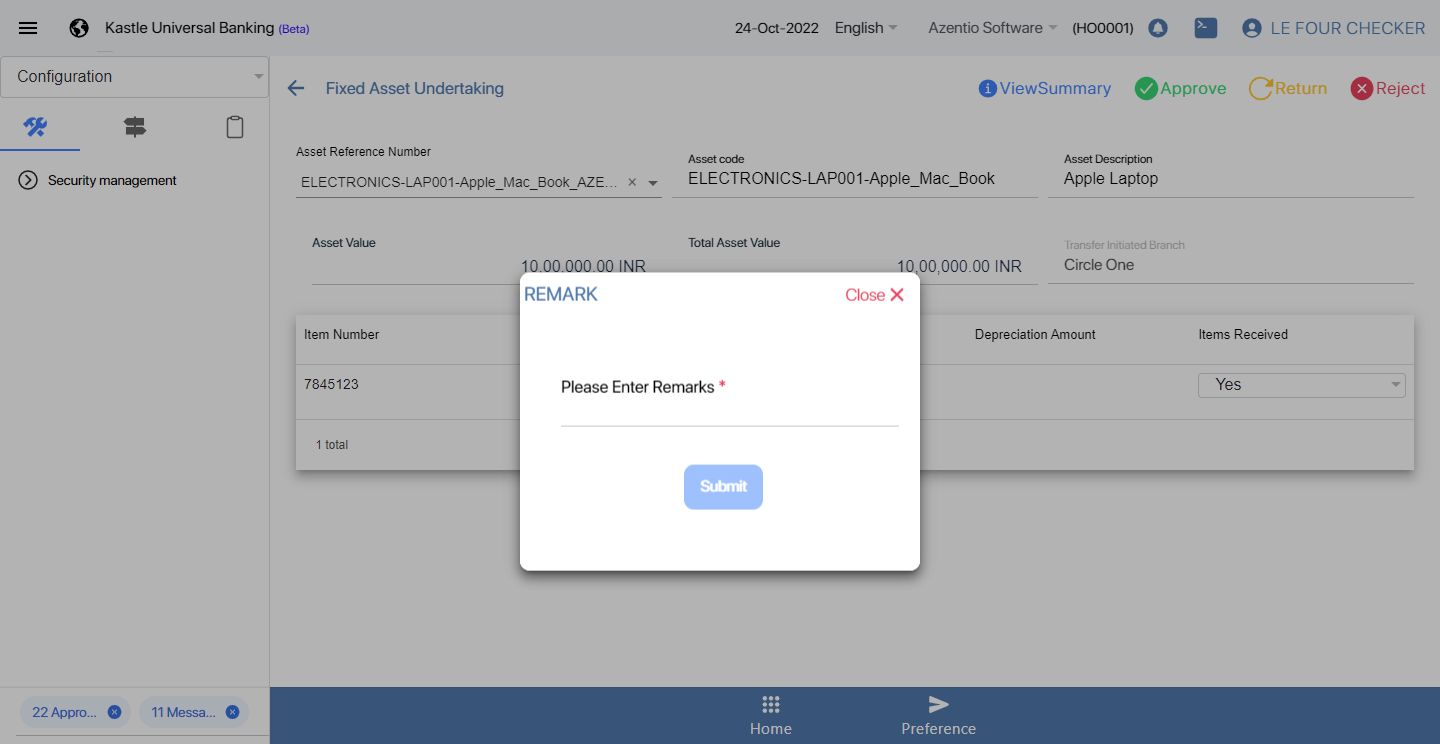 Kastle Universal Banking (Beta)
24-Oct-2022 English Azentio Software (HO0001) LE FOUR CHECKER
Configuration
Fixed Asset Undertaking
ViewSummary Approve Return Reject
Security management
Asset Reference Number
ELECTRONICS-LAP001-Apple_Mac_Book_AZE...
Asset code
ELECTRONICS-LAP001-Apple_Mac_Book
Asset Description
Apple Laptop
Asset Value
10,00,000.00 INR
Total Asset Value
10,00,000.00 INR
Transfer Initiated Branch
Circle One
Item Number Depreciation Amount Items Received
7845123 Yes
1 total
REMARK
Close
Please Enter Remarks *
Submit
22 Appro... 11 Messa...
Home Preference